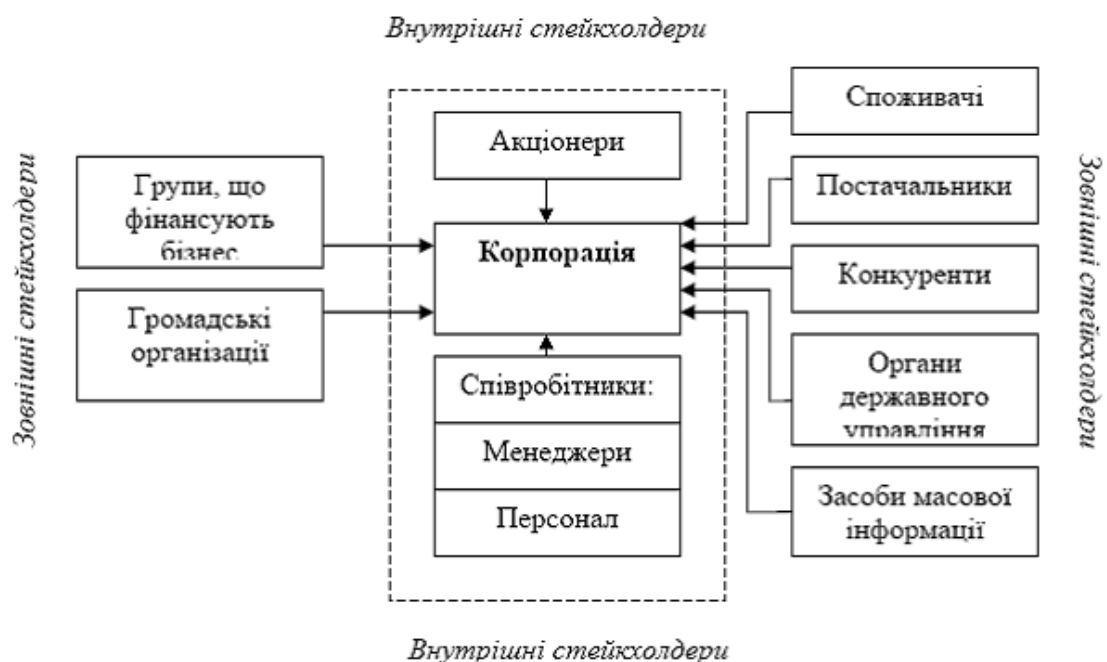 Внутрішні стейкхолдери
Зовнішні стейкхолдери
Групи, що
фінансують
бізнес
Громадські
організації
Акціонери
Корпорація
Співробітники:
Менеджери
Персонал
Споживачі
Постачальники
Конкуренти
Органи
державного
управління
Засоби масової
інформації
Зовнішні стейкхолдери
Внутрішні стейкхолдери